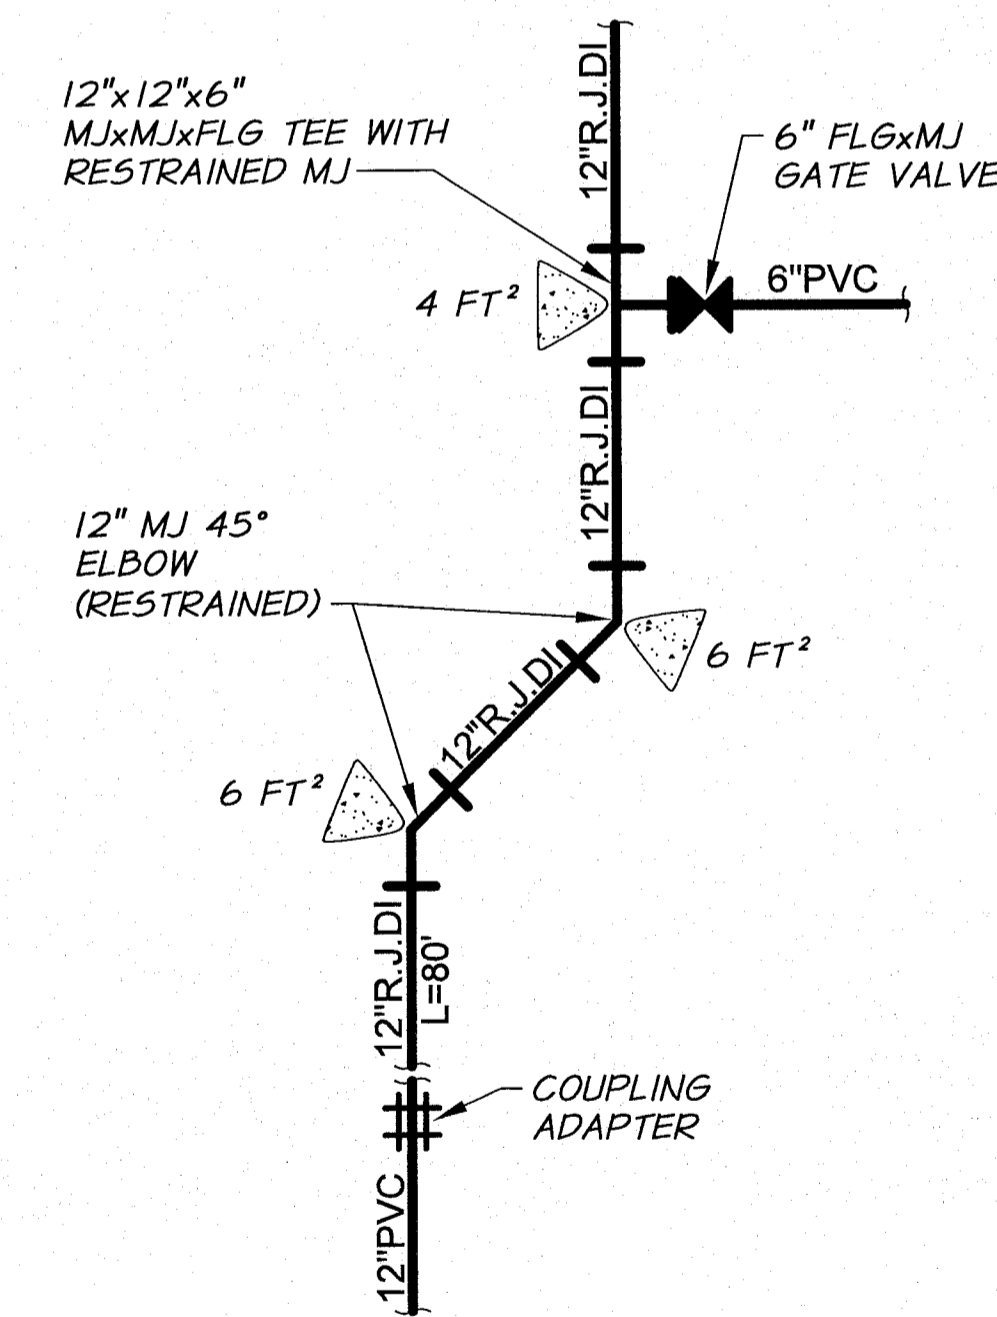 12"R.J.DI
12"x12"x6"
MJxMJxFLG TEE WITH
RESTRAINED MJ
6" FLGxMJ
GATE VALVE
6"PVC
4 FT²
12"R.J.DI
12" MJ 45°
ELBOW
(RESTRAINED)
6 FT²
12"R.J.DI
6 FT²
12"R.J.DI
L=80'
COUPLING
ADAPTER
12"PVC